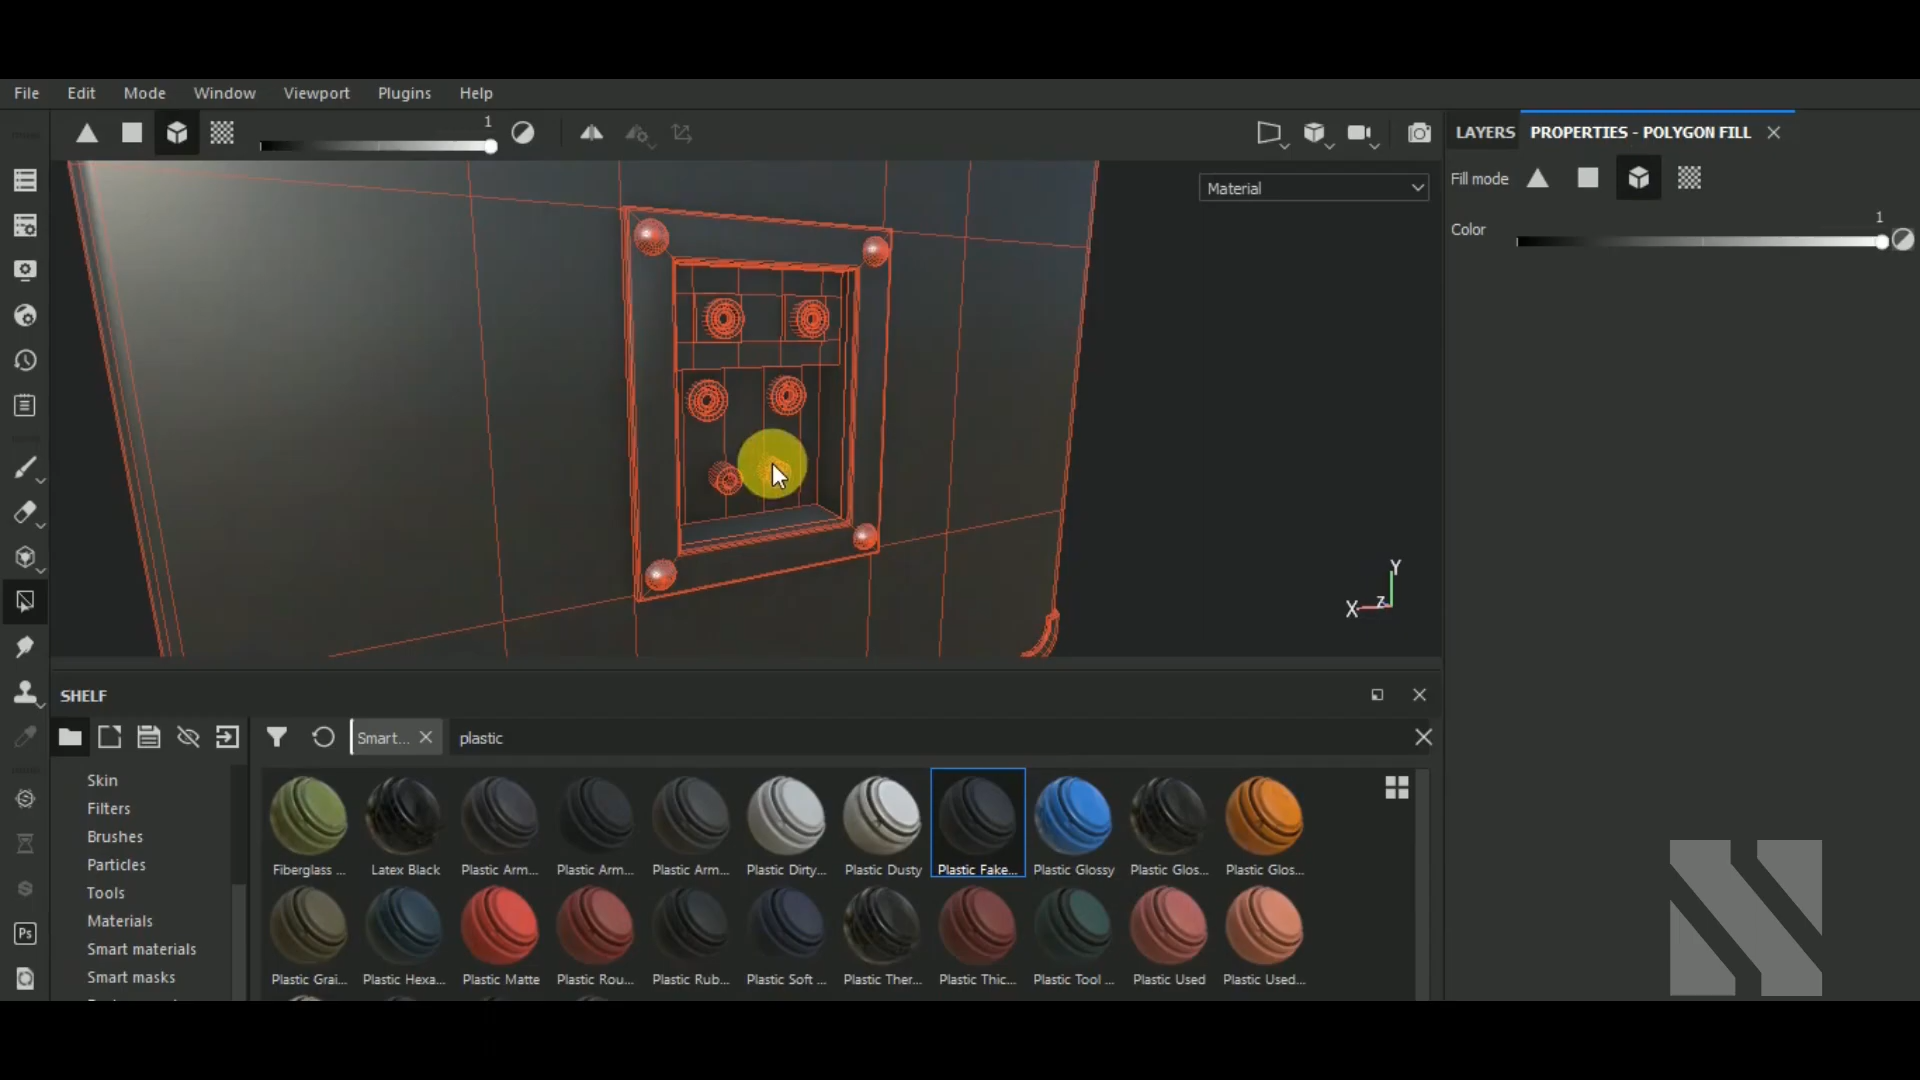 File Edit Mode Window Viewport Plugins Help
1
LAYERS PROPERTIES - POLYGON FILL
Material
Fill mode
1
Color
Y
X Z
SHELF
Smart... plastic
Skin
Filters
Brushes
Particles
Tools
Materials
Smart materials
Smart masks
Fiberglass ... Latex Black Plastic Arm... Plastic Arm... Plastic Arm... Plastic Dirty... Plastic Dusty Plastic Fake... Plastic Glossy Plastic Glos... Plastic Glos...
Plastic Grai... Plastic Hexa... Plastic Matte Plastic Rou... Plastic Rub... Plastic Soft ... Plastic Ther... Plastic Thic... Plastic Tool ... Plastic Used Plastic Used...
Ps